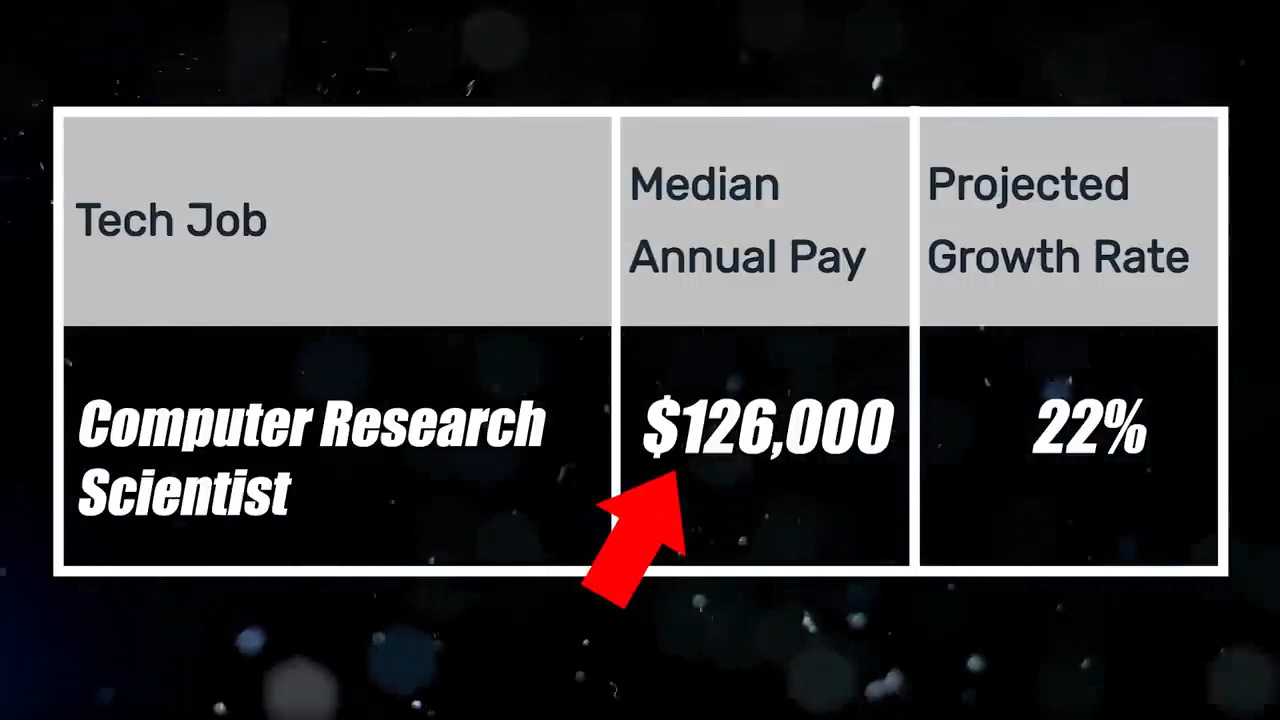 Tech Job
Median
Annual Pay
Projected
Growth Rate
Computer Research
Scientist
$126,000
22%